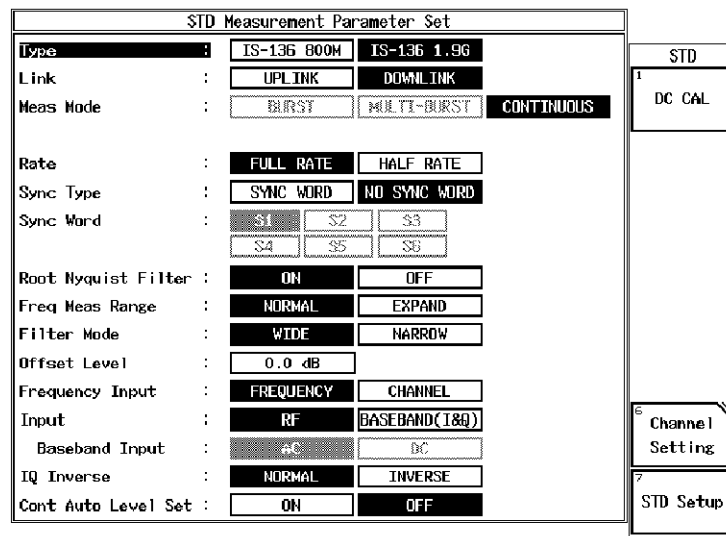 STD Measurement Parameter Set
Type : IS-136 800M IS-136 1.9G
Link : UPLINK DOWNLINK
Meas Mode : BURST MULTI-BURST CONTINUOUS
Rate : FULL RATE HALF RATE
Sync Type : SYNC WORD NO SYNC WORD
Sync Word : S1 S2 S3
S4 S5 S6
Root Nyquist Filter : ON OFF
Freq Meas Range : NORMAL EXPAND
Filter Mode : WIDE NARROW
Offset Level : 0.0 dB
Frequency Input : FREQUENCY CHANNEL
Input : RF BASEBAND(I&Q)
Baseband Input : AC DC
IQ Inverse : NORMAL INVERSE
Cont Auto Level Set : ON OFF
STD
1
DC CAL
6
Channel
Setting
7
STD Setup